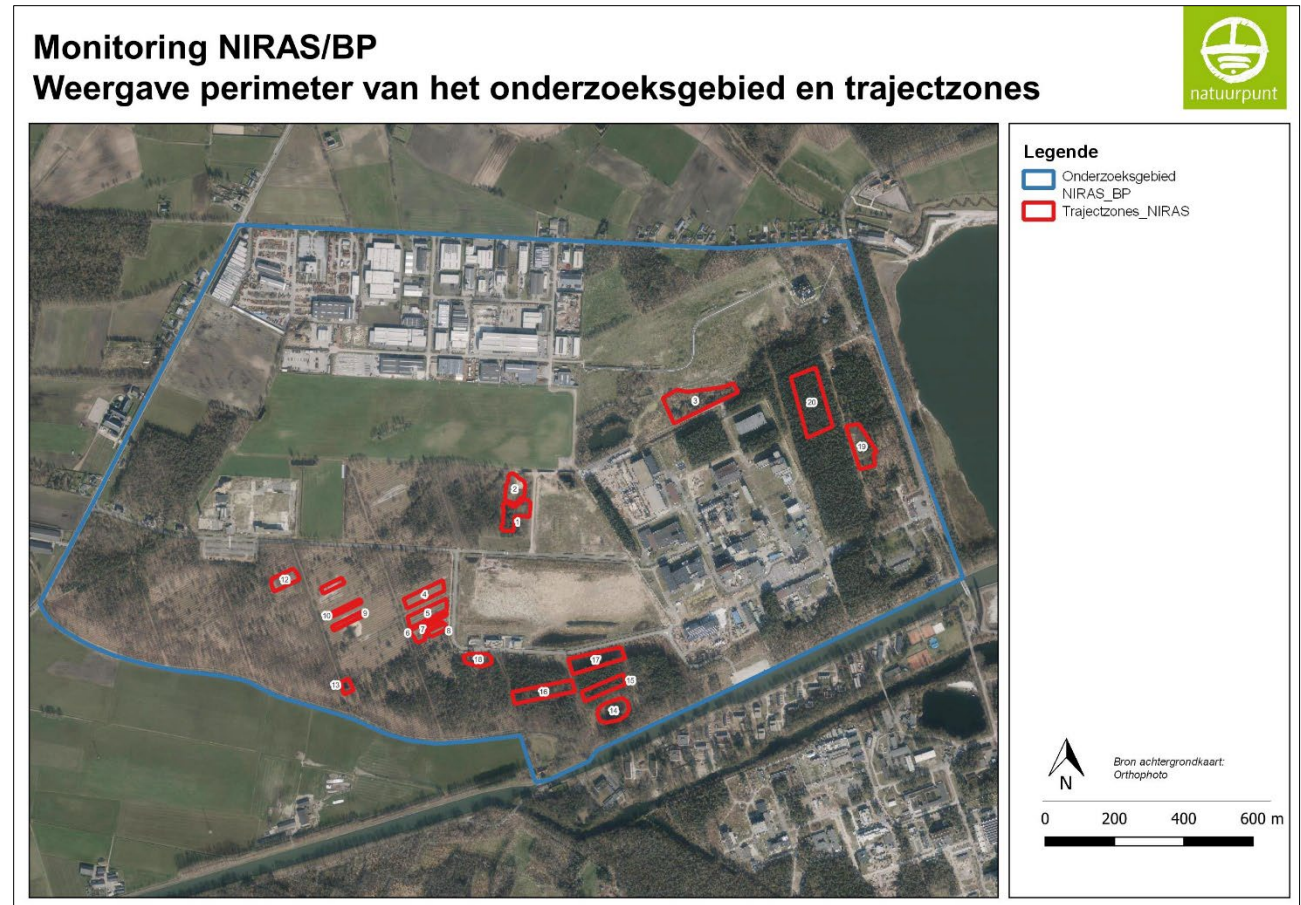 Monitoring NIRAS/BP
Weergave perimeter van het onderzoeksgebied en trajectzones
natuurpunt
Legende
Onderzoeksgebied
NIRAS_BP
Trajectzones_NIRAS
3
20
19
2
1
12
4
10
9
5
6
7
8
18
17
13
16
15
14
N
Bron achtergrondkaart:
Orthophoto
0 200 400 600 m